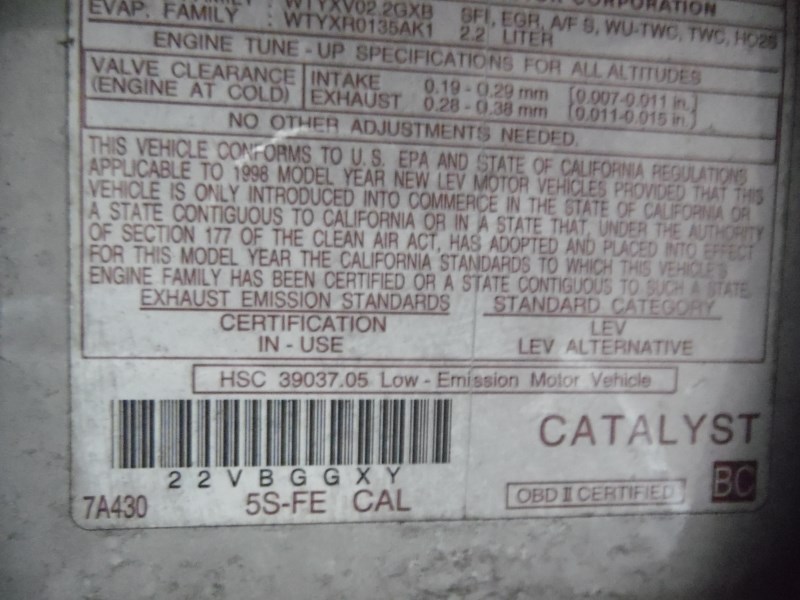 CORPORATION
FAMILY : WTYXV02.2GXB SFI, EGR, A/F S, WU-TWC, TWC, HO2S
EVAP. FAMILY : WTYXR0135AK1 2.2 LITER
ENGINE TUNE-UP SPECIFICATIONS FOR ALL ALTITUDES
VALVE CLEARANCE INTAKE 0.19 - 0.29 mm (0.007-0.011 in.)
(ENGINE AT COLD) EXHAUST 0.28 - 0.38 mm (0.011-0.015 in.)
NO OTHER ADJUSTMENTS NEEDED.
THIS VEHICLE CONFORMS TO U.S. EPA AND STATE OF CALIFORNIA REGULATIONS
APPLICABLE TO 1998 MODEL YEAR NEW LEV MOTOR VEHICLES PROVIDED THAT THIS
VEHICLE IS ONLY INTRODUCED INTO COMMERCE IN THE STATE OF CALIFORNIA OR
A STATE CONTIGUOUS TO CALIFORNIA OR IN A STATE THAT, UNDER THE AUTHORITY
OF SECTION 177 OF THE CLEAN AIR ACT, HAS ADOPTED AND PLACED INTO EFFECT
FOR THIS MODEL YEAR THE CALIFORNIA STANDARDS TO WHICH THIS VEHICLE'S
ENGINE FAMILY HAS BEEN CERTIFIED OR A STATE CONTIGUOUS TO SUCH A STATE.
EXHAUST EMISSION STANDARDS STANDARD CATEGORY
CERTIFICATION LEV
IN - USE LEV ALTERNATIVE
HSC 39037.05 Low - Emission Motor Vehicle
CATALYST
22VBGGXY
7A430 5S-FE CAL OBD II CERTIFIED BC